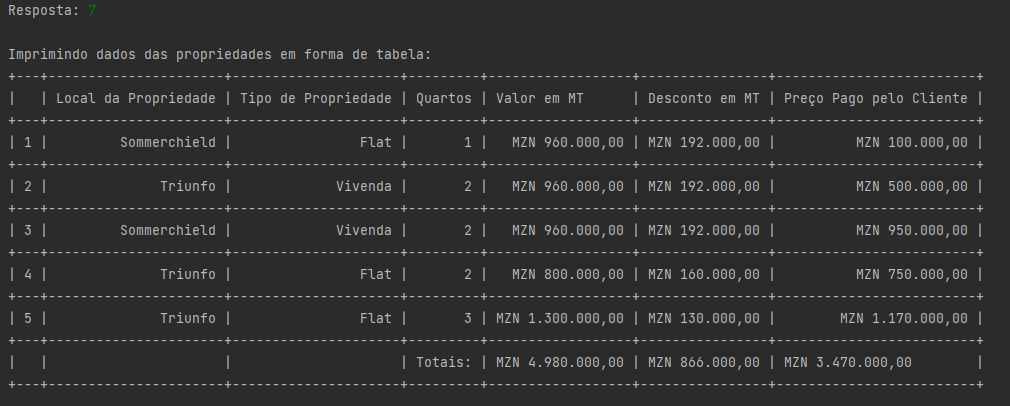 Resposta: 7
Imprimindo dados das propriedades em forma de tabela:
+---+----------------------+---------------------+---------+------------------+----------------+-------------------------+
|   | Local da Propriedade | Tipo de Propriedade | Quartos | Valor em MT      | Desconto em MT | Preço Pago pelo Cliente |
+---+----------------------+---------------------+---------+------------------+----------------+-------------------------+
| 1 |         Sommerchield |                Flat |       1 |   MZN 960.000,00 | MZN 192.000,00 |          MZN 100.000,00 |
+---+----------------------+---------------------+---------+------------------+----------------+-------------------------+
| 2 |              Triunfo |             Vivenda |       2 |   MZN 960.000,00 | MZN 192.000,00 |          MZN 500.000,00 |
+---+----------------------+---------------------+---------+------------------+----------------+-------------------------+
| 3 |         Sommerchield |             Vivenda |       2 |   MZN 960.000,00 | MZN 192.000,00 |          MZN 950.000,00 |
+---+----------------------+---------------------+---------+------------------+----------------+-------------------------+
| 4 |              Triunfo |                Flat |       2 |   MZN 800.000,00 | MZN 160.000,00 |          MZN 750.000,00 |
+---+----------------------+---------------------+---------+------------------+----------------+-------------------------+
| 5 |              Triunfo |                Flat |       3 | MZN 1.300.000,00 | MZN 130.000,00 |        MZN 1.170.000,00 |
+---+----------------------+---------------------+---------+------------------+----------------+-------------------------+
|   |                      |                     | Totais: | MZN 4.980.000,00 | MZN 866.000,00 | MZN 3.470.000,00        |
+---+----------------------+---------------------+---------+------------------+----------------+-------------------------+